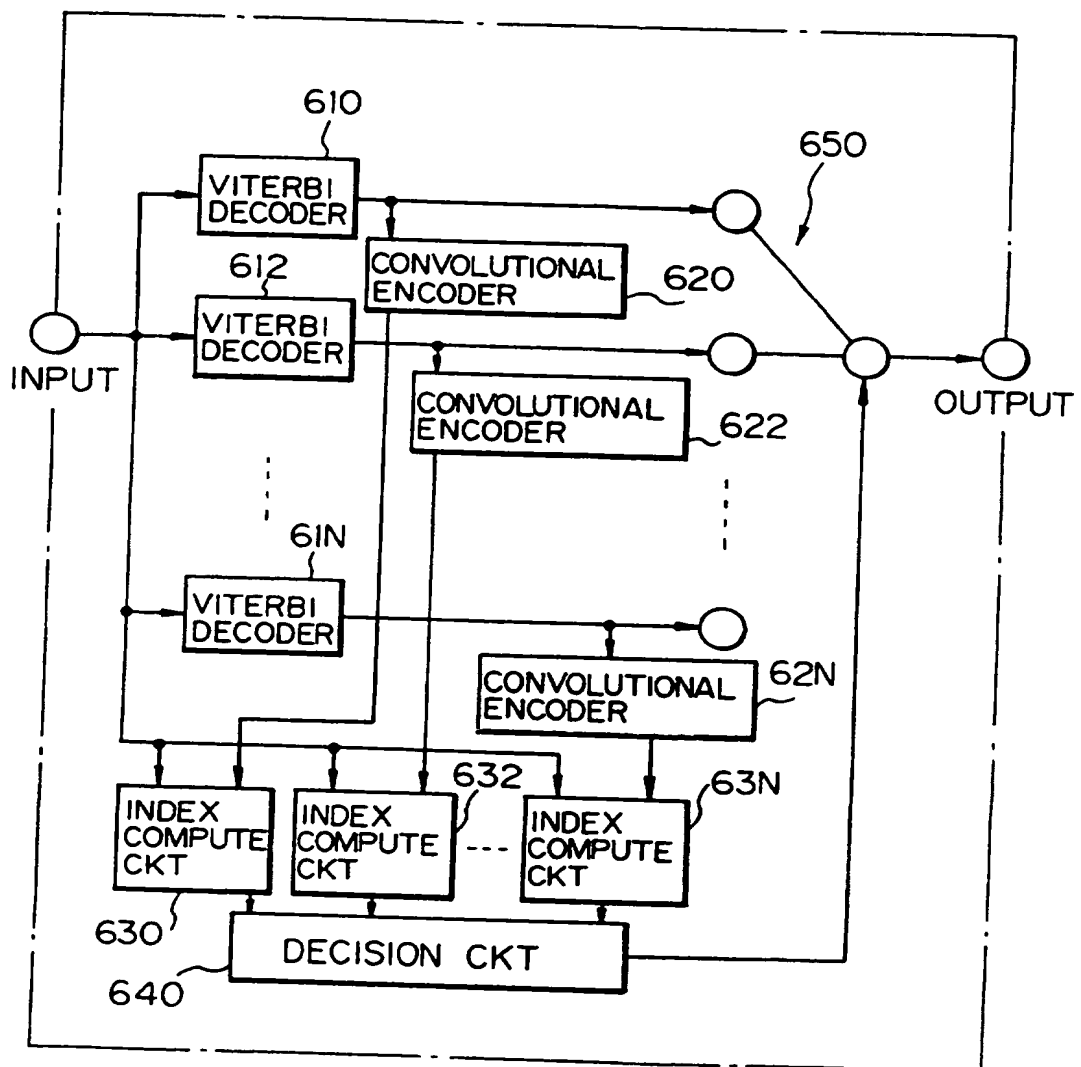 610
650
VITERBI
DECODER
CONVOLUTIONAL
ENCODER
620
612
VITERBI
DECODER
INPUT
OUTPUT
CONVOLUTIONAL
ENCODER
622
61N
VITERBI
DECODER
CONVOLUTIONAL
ENCODER
62N
INDEX
COMPUTE
CKT
630
INDEX
COMPUTE
CKT
632
INDEX
COMPUTE
CKT
63N
DECISION CKT
640